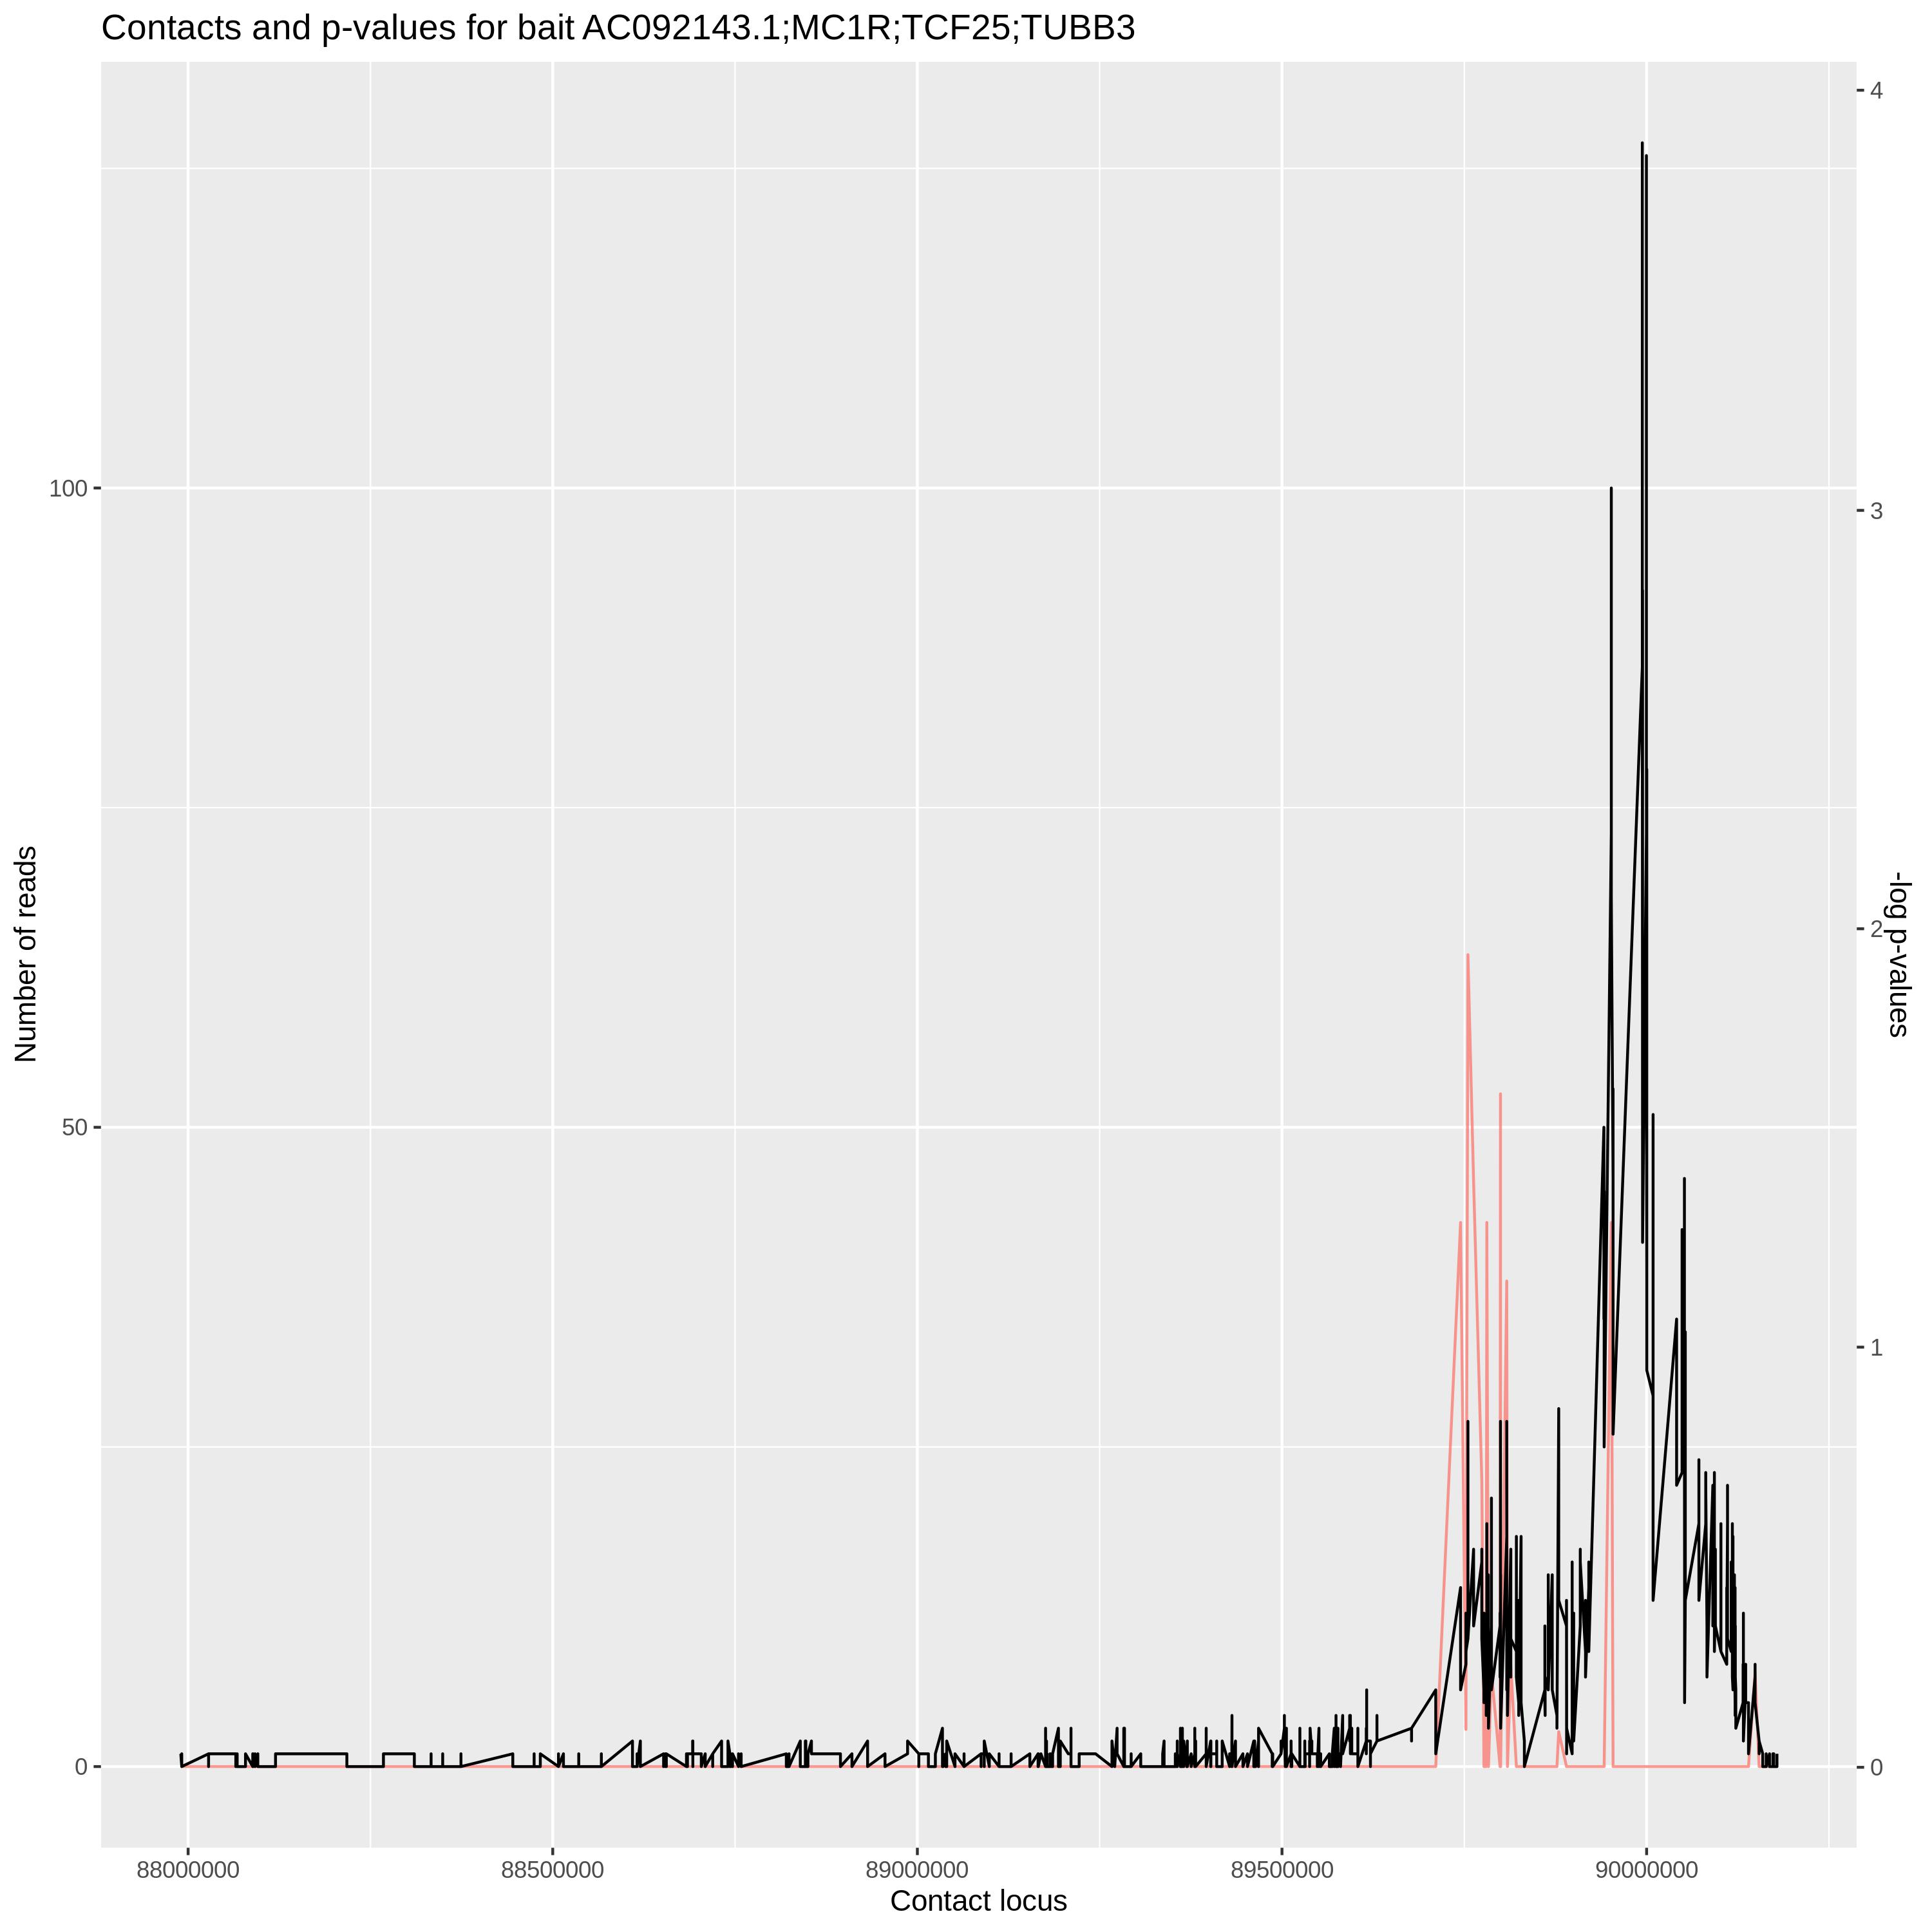 Contacts and p-values for bait AC092143.1;MC1R;TCF25;TUBB3
Number of reads
100
50
0
4
3
2
1
0
-log p-values
88000000 88500000 89000000 89500000 90000000
Contact locus